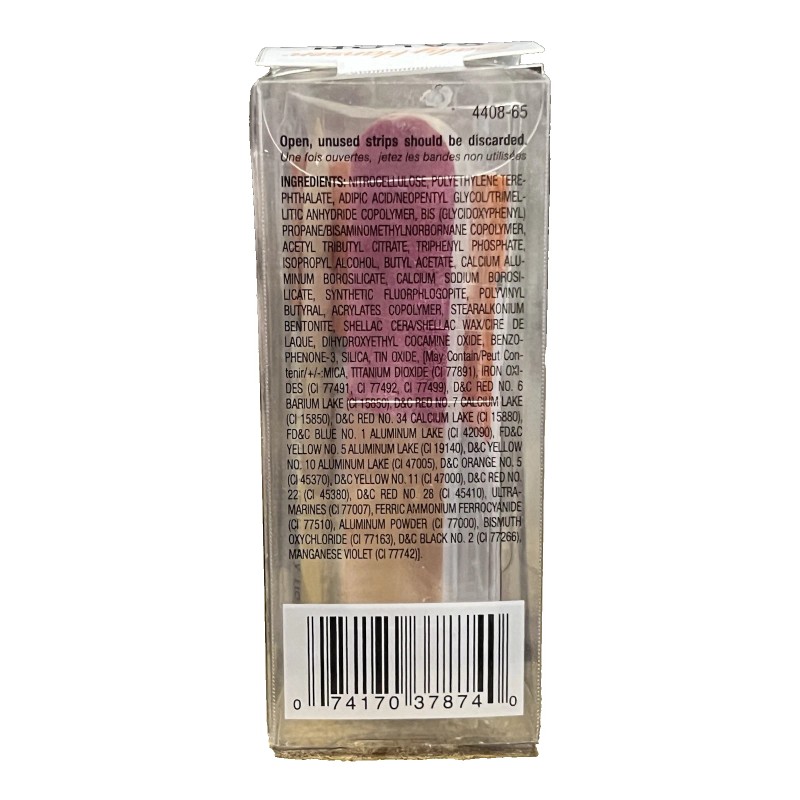 Sally Hansen
SALON
4408-65
Open, unused strips should be discarded
Une fois ouvertes, jetez les bandes non utilisées
INGREDIENTS: NITROCELLULOSE, POLYETHYLENE TERE-
PHTHALATE, ADIPIC ACID/NEOPENTYL GLYCOL/TRIMEL-
LITIC ANHYDRIDE COPOLYMER, BIS (GLYCIDOXYPHENYL)
PROPANE/BISAMINOMETHYLNORBORNANE COPOLYMER,
ACETYL TRIBUTYL CITRATE, TRIPHENYL PHOSPHATE,
ISOPROPYL ALCOHOL, BUTYL ACETATE, CALCIUM ALU-
MINUM BOROSILICATE, CALCIUM SODIUM BOROSI-
LICATE, SYNTHETIC FLUORPHLOGOPITE, POLYVINYL
BUTYRAL, ACRYLATES COPOLYMER, STEARALKONIUM
BENTONITE, SHELLAC CERA/SHELLAC WAX/CIRE DE
LAQUE, DIHYDROXYETHYL COCAMINE OXIDE, BENZO-
PHENONE-3, SILICA, TIN OXIDE, [May Contain/Peut Con-
tenir/+/-:MICA, TITANIUM DIOXIDE (CI 77891), IRON OXI-
DES (CI 77491, CI 77492, CI 77499), D&C RED NO. 6
BARIUM LAKE (CI 15850), D&C RED NO. 7 CALCIUM LAKE
(CI 15850), D&C RED NO. 34 CALCIUM LAKE (CI 15880),
FD&C BLUE NO. 1 ALUMINUM LAKE (CI 42090), FD&C
YELLOW NO. 5 ALUMINUM LAKE (CI 19140), D&C YELLOW
NO. 10 ALUMINUM LAKE (CI 47005), D&C ORANGE NO. 5
(CI 45370), D&C YELLOW NO. 11 (CI 47000), D&C RED NO.
22 (CI 45380), D&C RED NO 28 (CI 45410), ULTRA-
MARINES (CI 77007), FERRIC AMMONIUM FERROCYANIDE
(CI 77510), ALUMINUM POWDER (CI 77000), BISMUTH
OXYCHLORIDE (CI 77163), D&C BLACK NO. 2 (CI 77266),
MANGANESE VIOLET (CI 77742)].
0 74170 37874 0